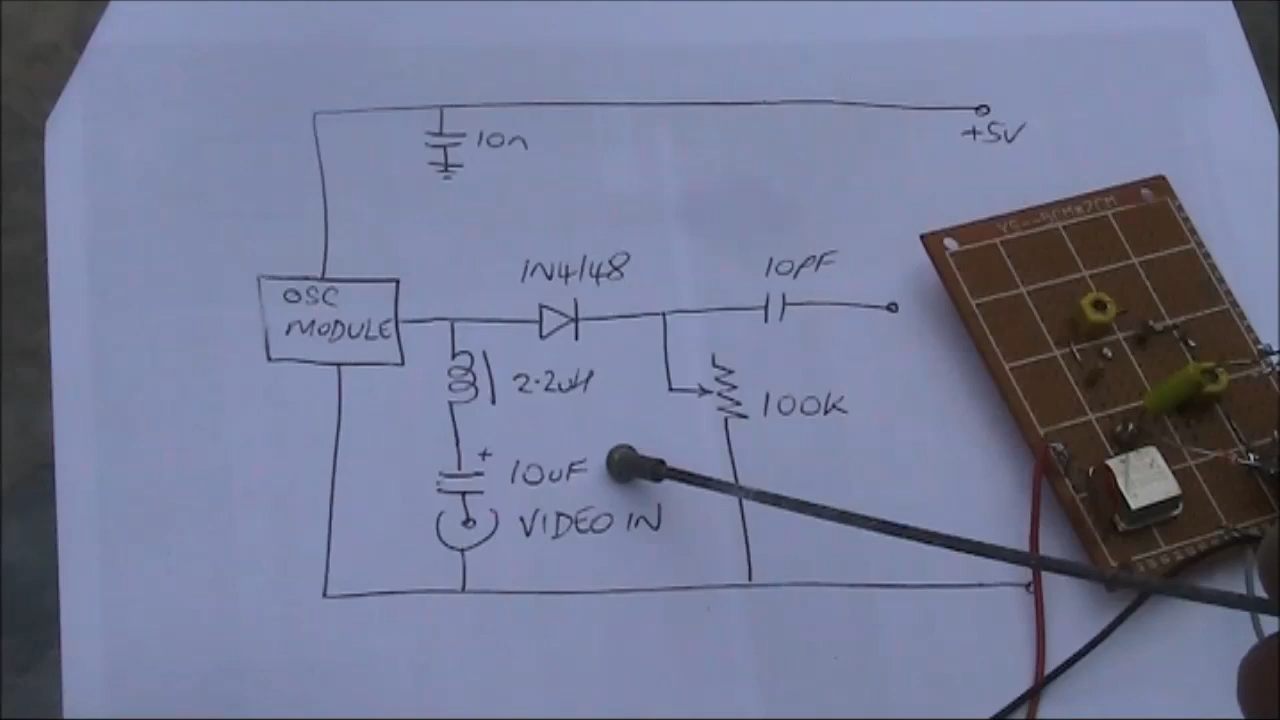 10n
+5V
1N4148
10PF
OSC
MODULE
2.2uH
100K
+
10uF
VIDEO IN